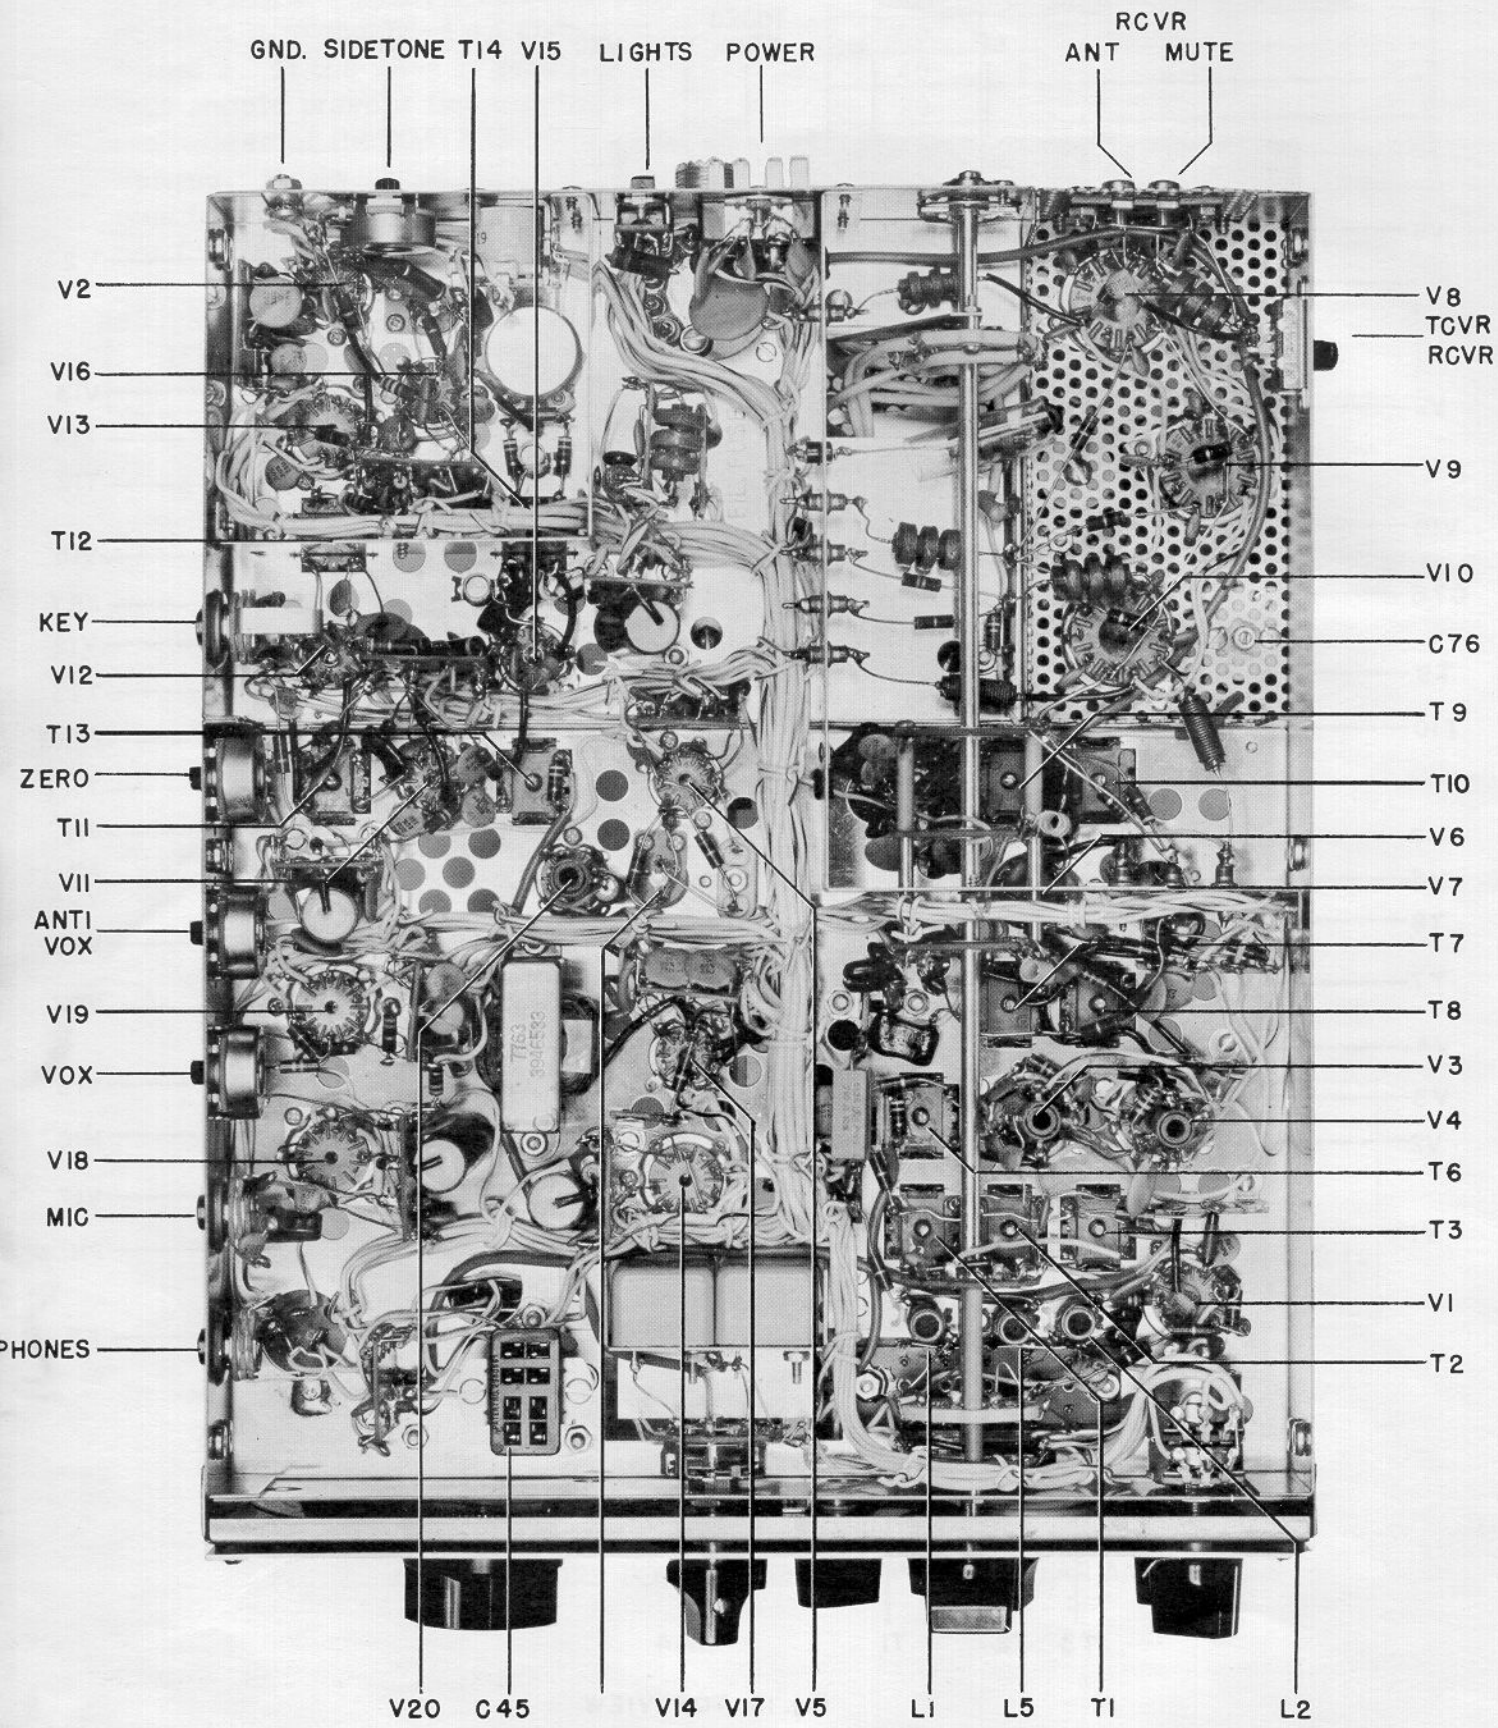 RCVR
GND. SIDETONE T14 V15 LIGHTS POWER ANT MUTE
V2
V8
TCVR
RCVR
V16
V13
V9
T12
V10
KEY
C76
V12
T9
T13
ZERO
T10
T11
V6
V11
V7
ANTI
VOX
T7
V19
T8
VOX
V3
V4
V18
T6
MIC
T3
V1
PHONES
T2
7763
3946533
V20 C45 V14 V17 V5 L1 L5 T1 L2